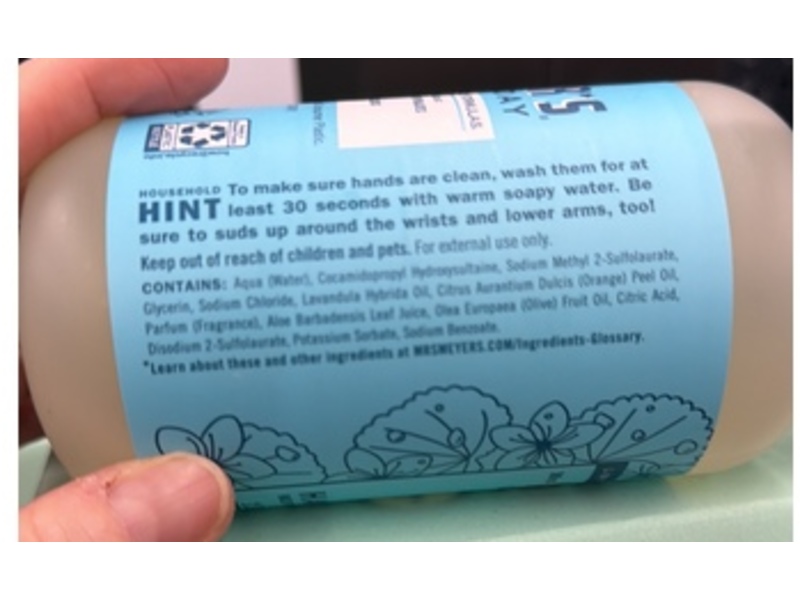 'S.
AY
HOUSEHOLD HINT To make sure hands are clean, wash them for at
least 30 seconds with warm soapy water. Be
sure to suds up around the wrists and lower arms, too!
Keep out of reach of children and pets. For external use only.
CONTAINS: Aqua (Water), Cocamidopropyl Hydroxysultaine, Sodium Methyl 2-Sulfolaurate,
Glycerin, Sodium Chloride, Lavandula Hybrida Oil, Citrus Aurantium Dulcis (Orange) Peel Oil,
Parfum (Fragrance), Aloe Barbadensis Leaf Juice, Olea Europaea (Olive) Fruit Oil, Citric Acid,
Disodium 2-Sulfolaurate, Potassium Sorbate, Sodium Benzoate.
*Learn about these and other ingredients at MRSMEYERS.COM/Ingredients-Glossary.